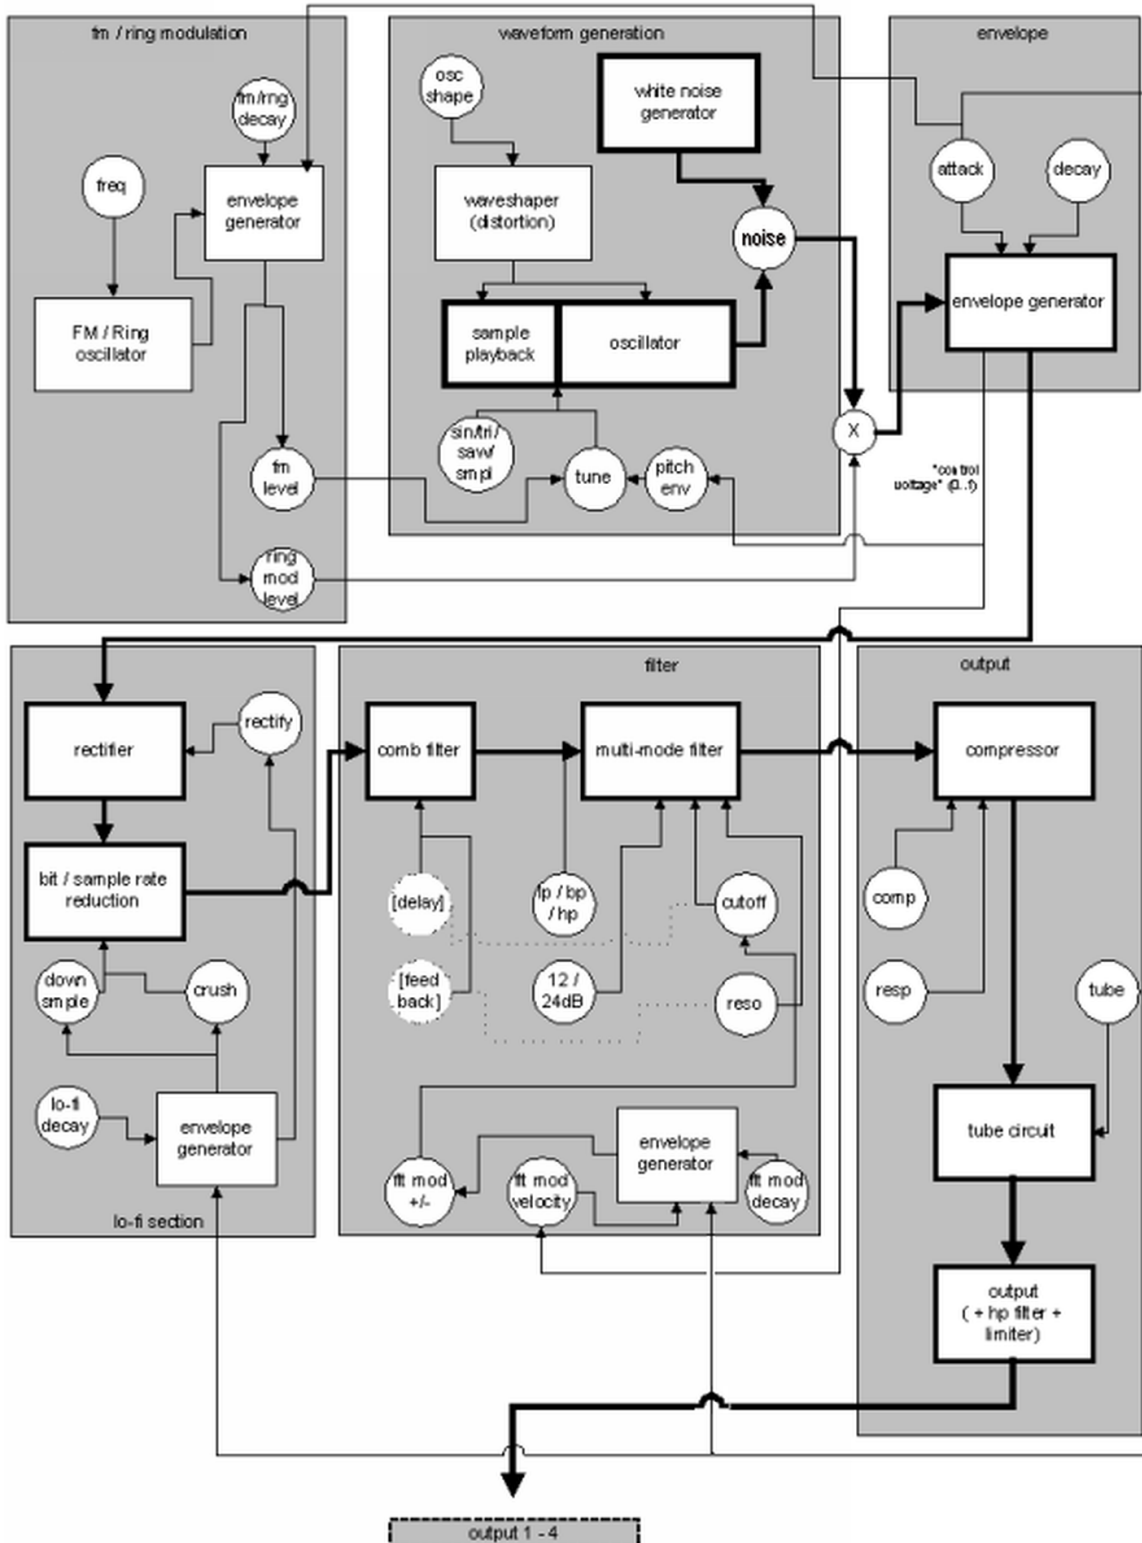 fm / ring modulation
waveform generation
envelope
osc
shape
white noise
generator
fm/rng
decay
freq
envelope
generator
waveshaper
(distortion)
noise
attack
decay
envelope generator
FM / Ring
oscillator
sample
playback
oscillator
X
sin/tri/
saw/
smpl
fm
level
tune
pitch
env
"control
voltage" (0..1)
ring
mod
level
filter
output
rectifier
rectify
comb filter
multi-mode filter
compressor
bit / sample rate
reduction
[delay]
lp / bp
/ hp
cutoff
comp
down
smple
crush
[feed
back]
12 /
24dB
reso
resp
tube
lo-fi
decay
envelope
generator
envelope
generator
tube circuit
flt mod
+/-
flt mod
velocity
flt mod
decay
lo-fi section
output
( + hp filter +
limiter)
output 1 - 4